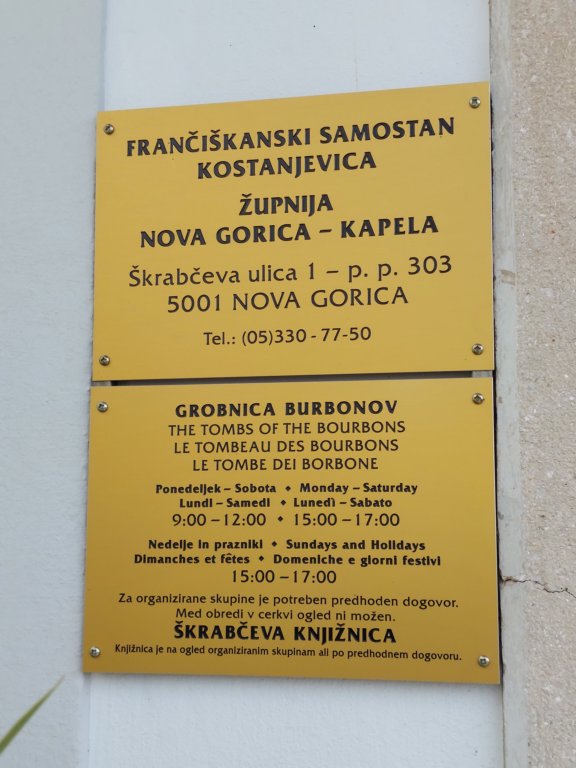 FRANČIŠKANSKI SAMOSTAN
KOSTANJEVICA
ŽUPNIJA
NOVA GORICA – KAPELA
Škrabčeva ulica 1 – p. p. 303
5001 NOVA GORICA
Tel.: (05)330 - 77-50
GROBNICA BURBONOV
THE TOMBS OF THE BOURBONS
LE TOMBEAU DES BOURBONS
LE TOMBE DEI BORBONE
Ponedeljek – Sobota ⬥ Monday – Saturday
Lundi – Samedi ⬥ Lunedì – Sabato
9:00 – 12:00 ⬥ 15:00 – 17:00
Nedelje in prazniki ⬥ Sundays and Holidays
Dimanches et fêtes ⬥ Domeniche e giorni festivi
15:00 – 17:00
Za organizirane skupine je potreben predhoden dogovor.
Med obredi v cerkvi ogled ni možen.
ŠKRABČEVA KNJIŽNICA
Knjižnica je na ogled organiziranim skupinam ali po predhodnem dogovoru.